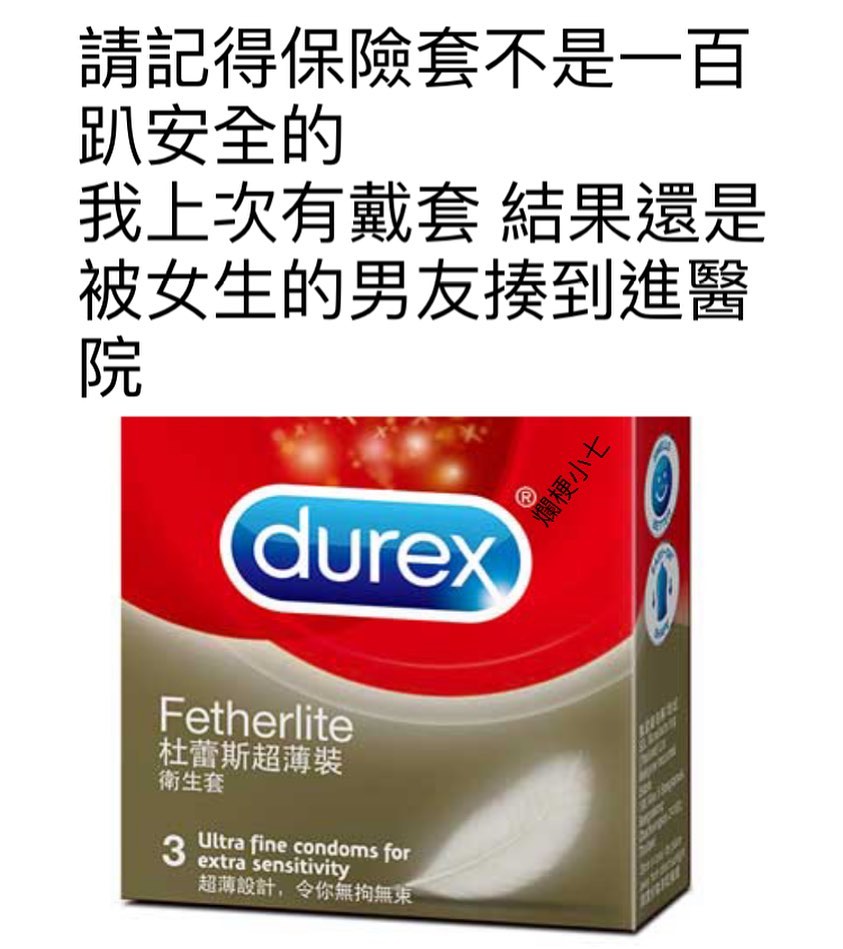 請記得保險套不是一百
趴安全的
我上次有戴套 結果還是
被女生的男友揍到進醫
院
爛梗小七
durex®
Fetherlite
杜蕾斯超薄裝
衛生套
3 Ultra fine condoms for
extra sensitivity
超薄設計，令你無拘無束